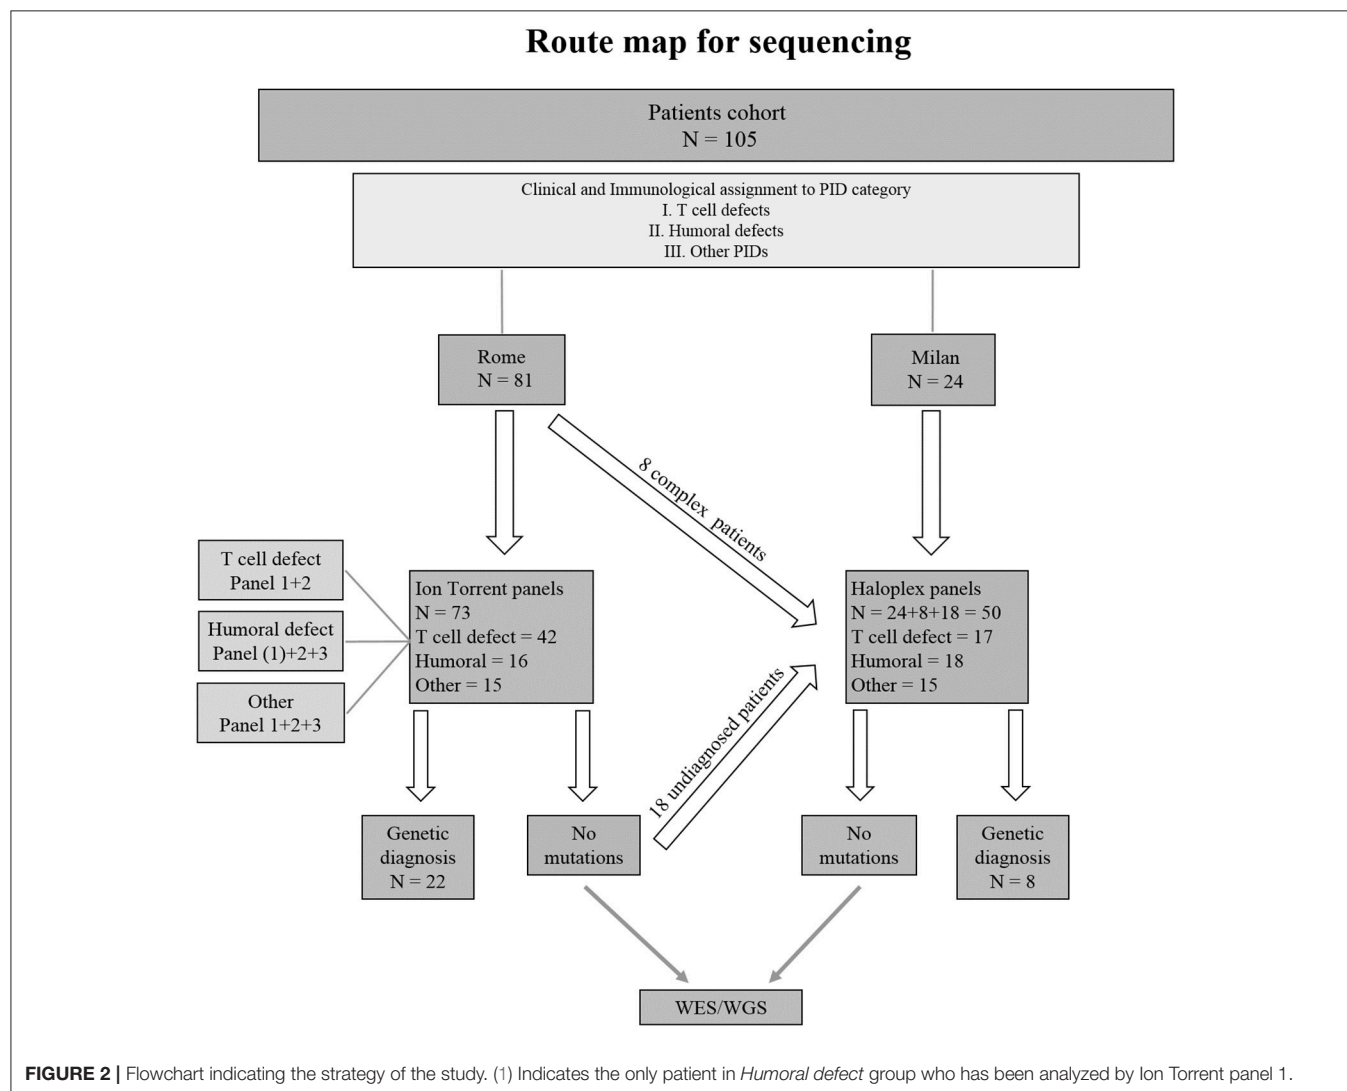 Route map for sequencing
Patients cohort
N = 105
Clinical and Immunological assignment to PID category
I. T cell defects
II. Humoral defects
III. Other PIDs
Rome
N = 81
Milan
N = 24
8 complex patients
T cell defect
Panel 1+2
Humoral defect
Panel (1)+2+3
Other
Panel 1+2+3
Ion Torrent panels
N = 73
T cell defect = 42
Humoral = 16
Other = 15
Haloplex panels
N = 24+8+18 = 50
T cell defect = 17
Humoral = 18
Other = 15
18 undiagnosed patients
Genetic
diagnosis
N = 22
No
mutations
No
mutations
Genetic
diagnosis
N = 8
WES/WGS
FIGURE 2 | Flowchart indicating the strategy of the study. (1) Indicates the only patient in Humoral defect group who has been analyzed by Ion Torrent panel 1.